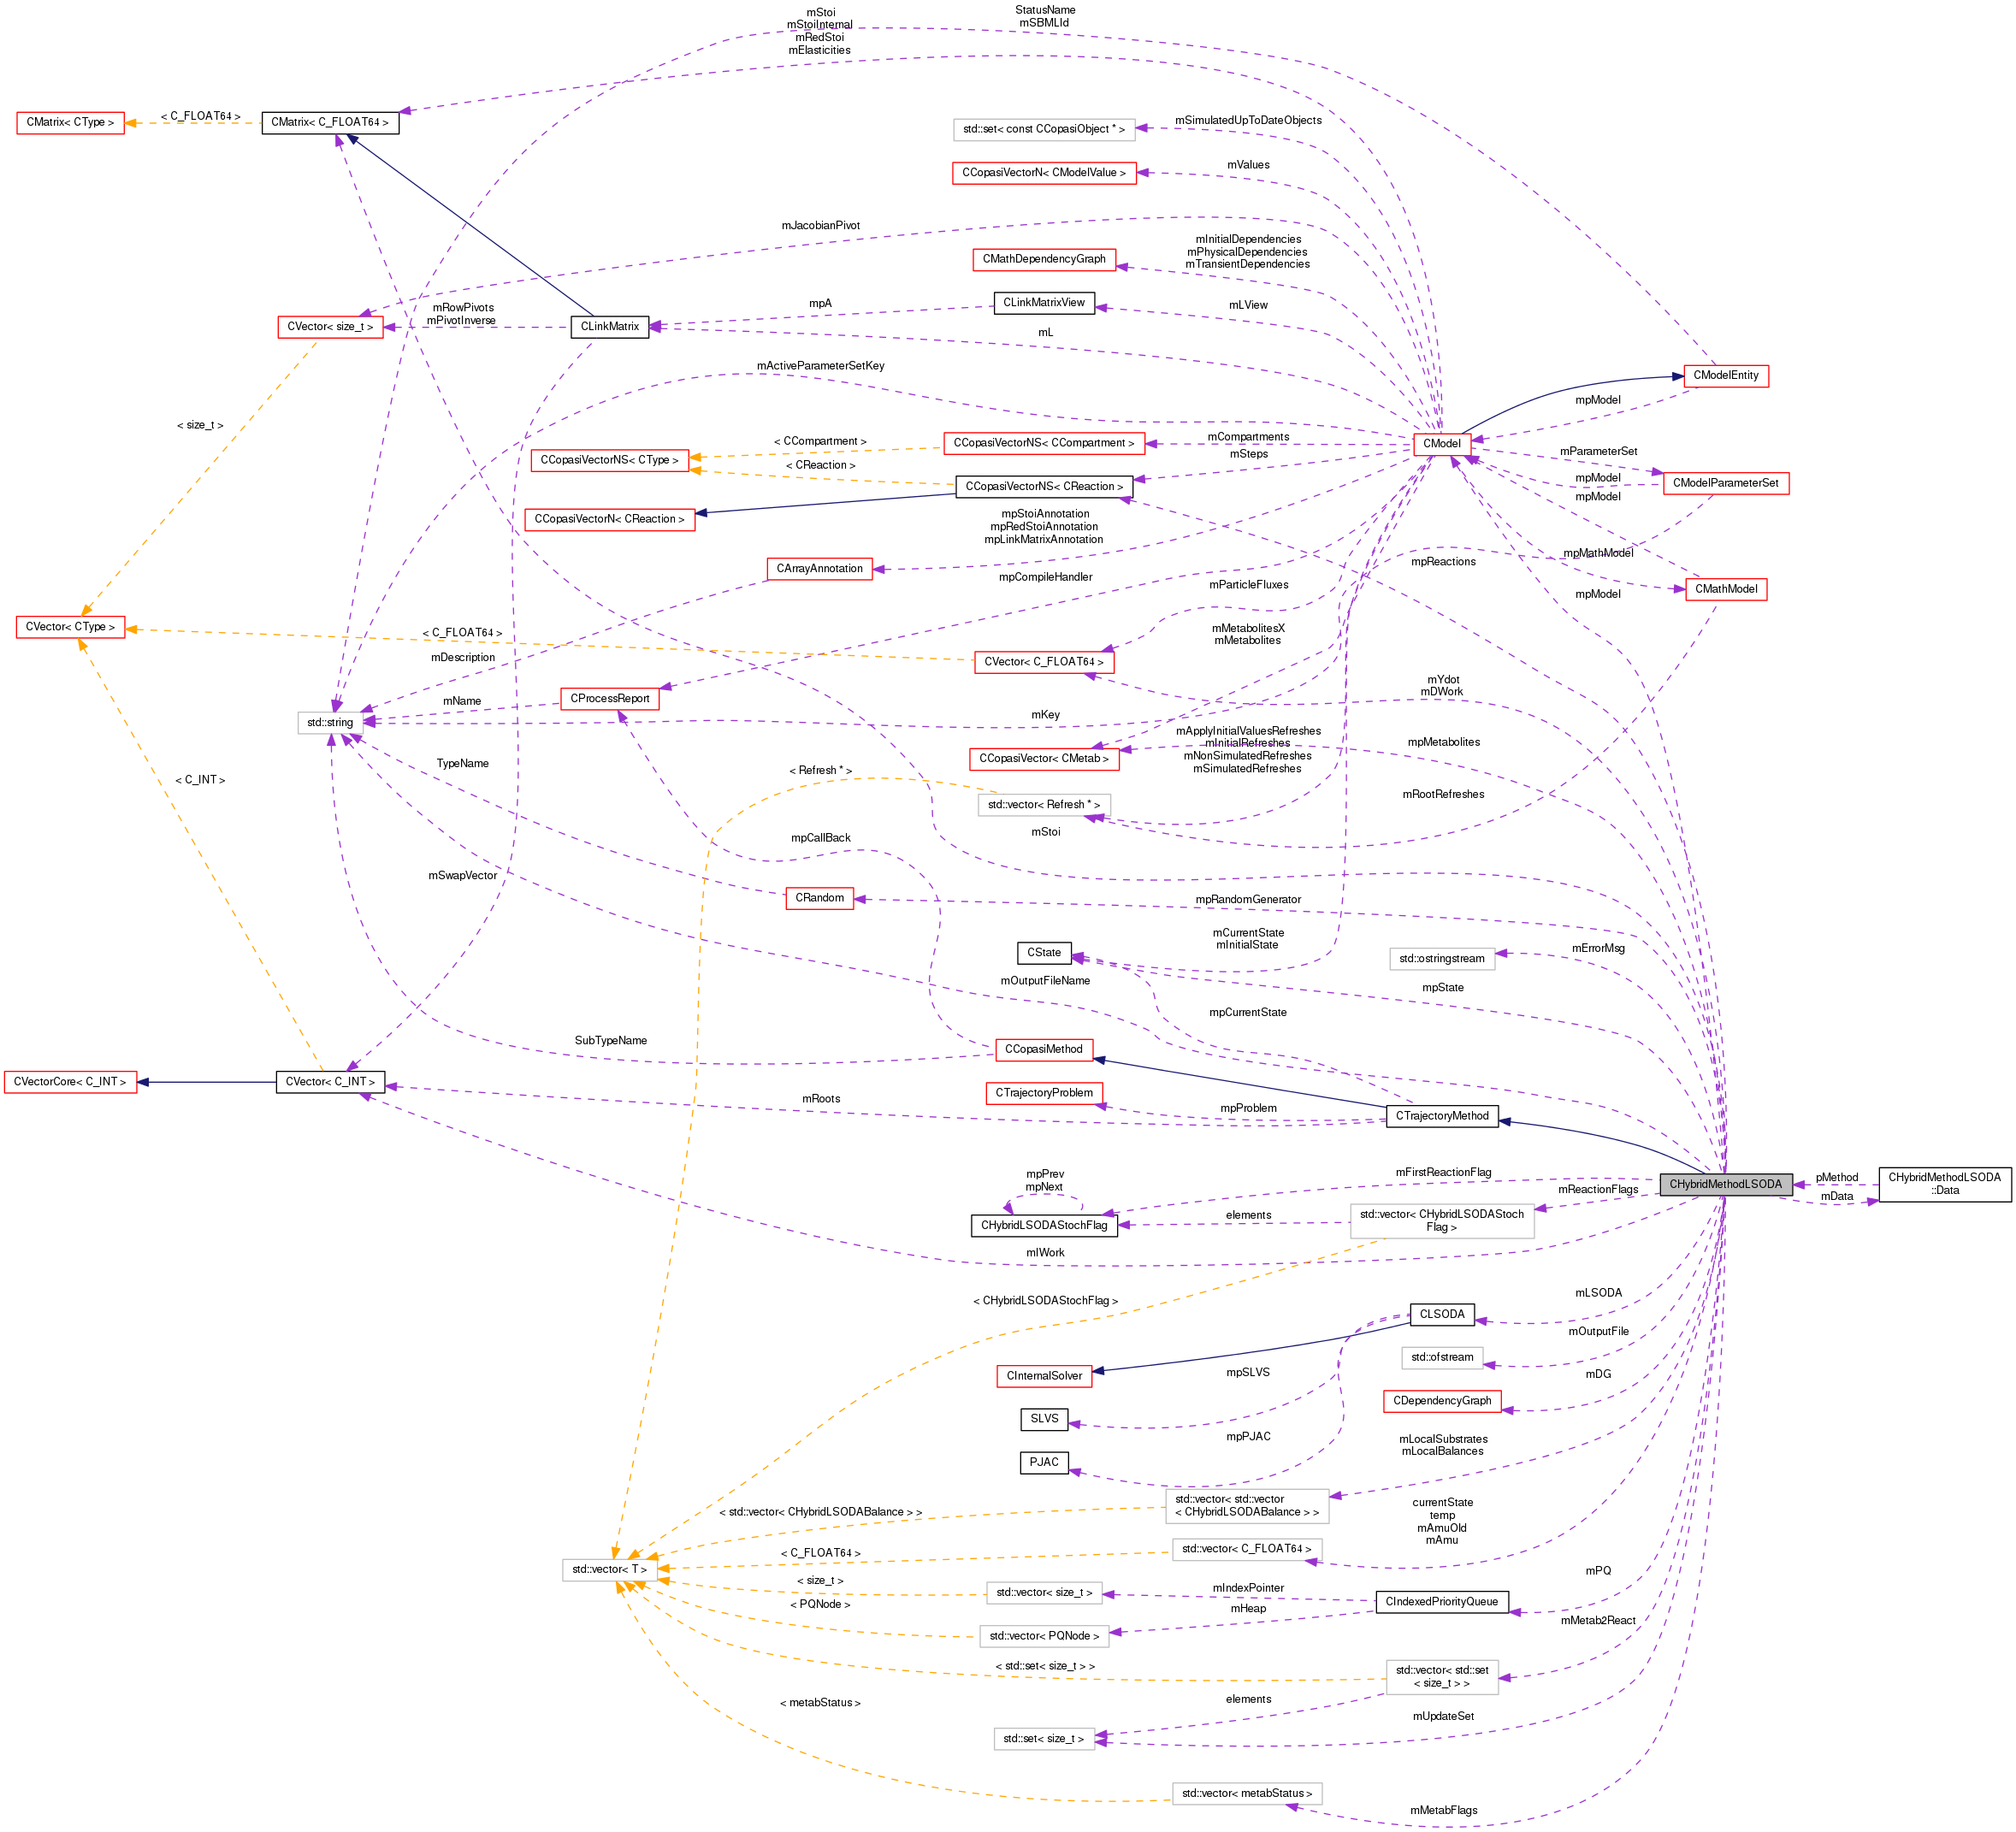 mStoi
mStoiInternal
mRedStoi
mElasticities
StatusName
mSBMLId
CMatrix< CType >
< C_FLOAT64 >
CMatrix< C_FLOAT64 >
std::set< const CCopasiObject * >
mSimulatedUpToDateObjects
CCopasiVectorN< CModelValue >
mValues
mJacobianPivot
CMathDependencyGraph
mInitialDependencies
mPhysicalDependencies
mTransientDependencies
CLinkMatrixView
mLView
mpA
CVector< size_t >
mRowPivots
mPivotInverse
CLinkMatrix
mL
mActiveParameterSetKey
CModelEntity
mpModel
< size_t >
CCopasiVectorNS< CType >
< CCompartment >
CCopasiVectorNS< CCompartment >
mCompartments
CModel
< CReaction >
CCopasiVectorNS< CReaction >
mSteps
mParameterSet
mpModel
CModelParameterSet
mpModel
CCopasiVectorN< CReaction >
mpStoiAnnotation
mpRedStoiAnnotation
mpLinkMatrixAnnotation
CArrayAnnotation
mpCompileHandler
mParticleFluxes
mpReactions
mpMathModel
mpModel
CMathModel
CVector< CType >
< C_FLOAT64 >
mDescription
mMetabolitesX
mMetabolites
CVector< C_FLOAT64 >
mYdot
mDWork
CProcessReport
mName
std::string
mKey
CCopasiVector< CMetab >
mApplyInitialValuesRefreshes
mInitialRefreshes
mNonSimulatedRefreshes
mSimulatedRefreshes
mpMetabolites
TypeName
< C_INT >
< Refresh * >
std::vector< Refresh * >
mRootRefreshes
mpCallBack
mStoi
mSwapVector
CRandom
mpRandomGenerator
CState
mCurrentState
mInitialState
std::ostringstream
mErrorMsg
mOutputFileName
mpState
mpCurrentState
SubTypeName
CCopasiMethod
CVectorCore< C_INT >
CVector< C_INT >
CTrajectoryProblem
mRoots
mpProblem
CTrajectoryMethod
mpPrev
mpNext
mFirstReactionFlag
CHybridMethodLSODA
pMethod
mData
CHybridMethodLSODA
::Data
mReactionFlags
CHybridLSODAStochFlag
elements
std::vector< CHybridLSODAStoch
Flag >
mIWork
< CHybridLSODAStochFlag >
CLSODA
mLSODA
mOutputFile
std::ofstream
CInternalSolver
mpSLVS
mDG
CDependencyGraph
SLVS
mpPJAC
mLocalSubstrates
mLocalBalances
PJAC
< std::vector< CHybridLSODABalance > >
std::vector< std::vector
< CHybridLSODABalance > >
currentState
temp
mAmuOld
mAmu
std::vector< T >
< C_FLOAT64 >
std::vector< C_FLOAT64 >
mPQ
< size_t >
std::vector< size_t >
mIndexPointer
CIndexedPriorityQueue
< PQNode >
mHeap
std::vector< PQNode >
mMetab2React
< std::set< size_t > >
std::vector< std::set
< size_t > >
< metabStatus >
elements
mUpdateSet
std::set< size_t >
std::vector< metabStatus >
mMetabFlags